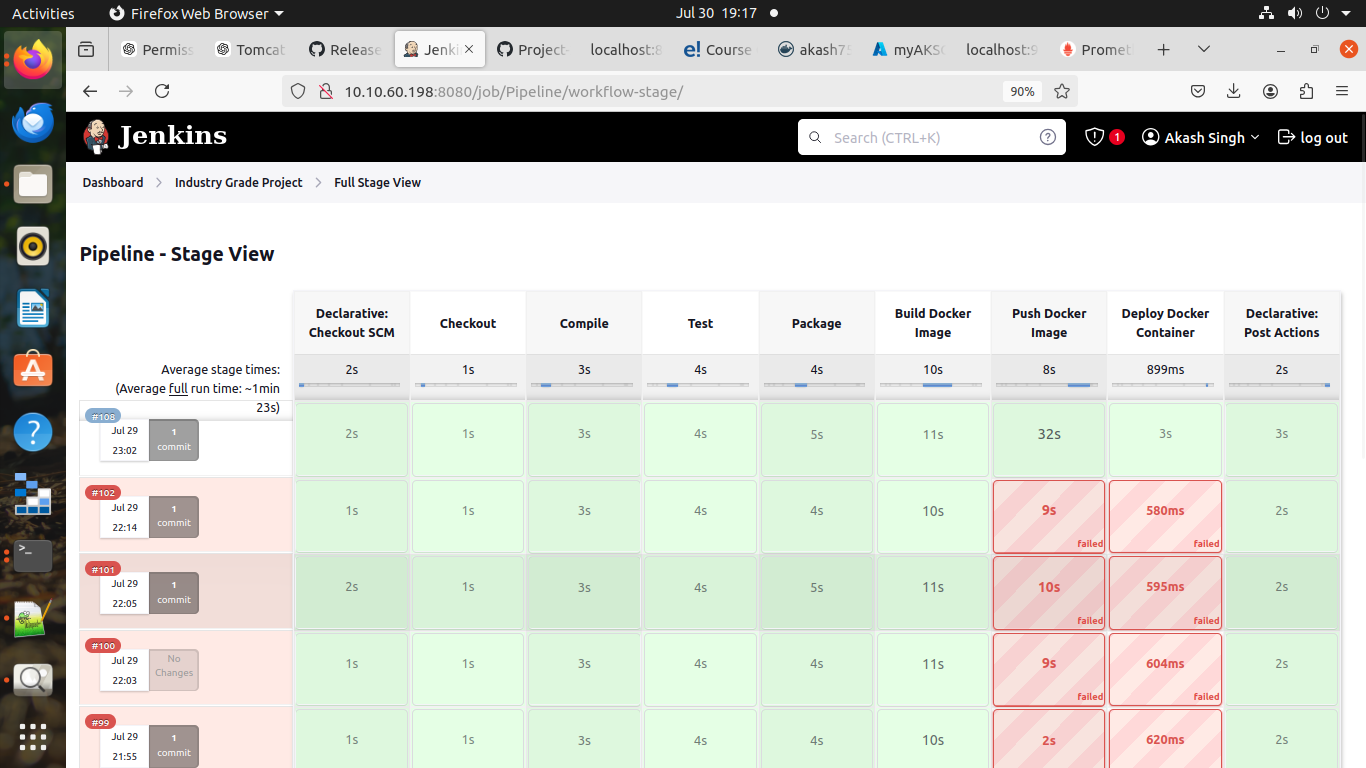 Activities
Firefox Web Browser
Jul 30 19:17
Permiss
Tomcat
Release
Jenki
Project-
localhost:8
e! Course
akash75
myAKSC
localhost:9
Promet
10.10.60.198:8080/job/Pipeline/workflow-stage/
90%
Jenkins
Search (CTRL+K)
1
Akash Singh
log out
Dashboard
Industry Grade Project
Full Stage View
Pipeline - Stage View
Declarative: Checkout SCM
Checkout
Compile
Test
Package
Build Docker Image
Push Docker Image
Deploy Docker Container
Declarative: Post Actions
Average stage times:
(Average full run time: ~1min
23s)
2s 1s 3s 4s 4s 10s 8s 899ms 2s
#108
Jul 29
23:02
1
commit
2s 1s 3s 4s 5s 11s 32s 3s 3s
#102
Jul 29
22:14
1
commit
1s 1s 3s 4s 4s 10s 9s 580ms 2s
failed failed
#101
Jul 29
22:05
1
commit
2s 1s 3s 4s 5s 11s 10s 595ms 2s
failed failed
#100
Jul 29
22:03
No
Changes
1s 1s 3s 4s 4s 11s 9s 604ms 2s
failed failed
#99
Jul 29
21:55
1
commit
1s 1s 3s 4s 4s 10s 2s 620ms 2s